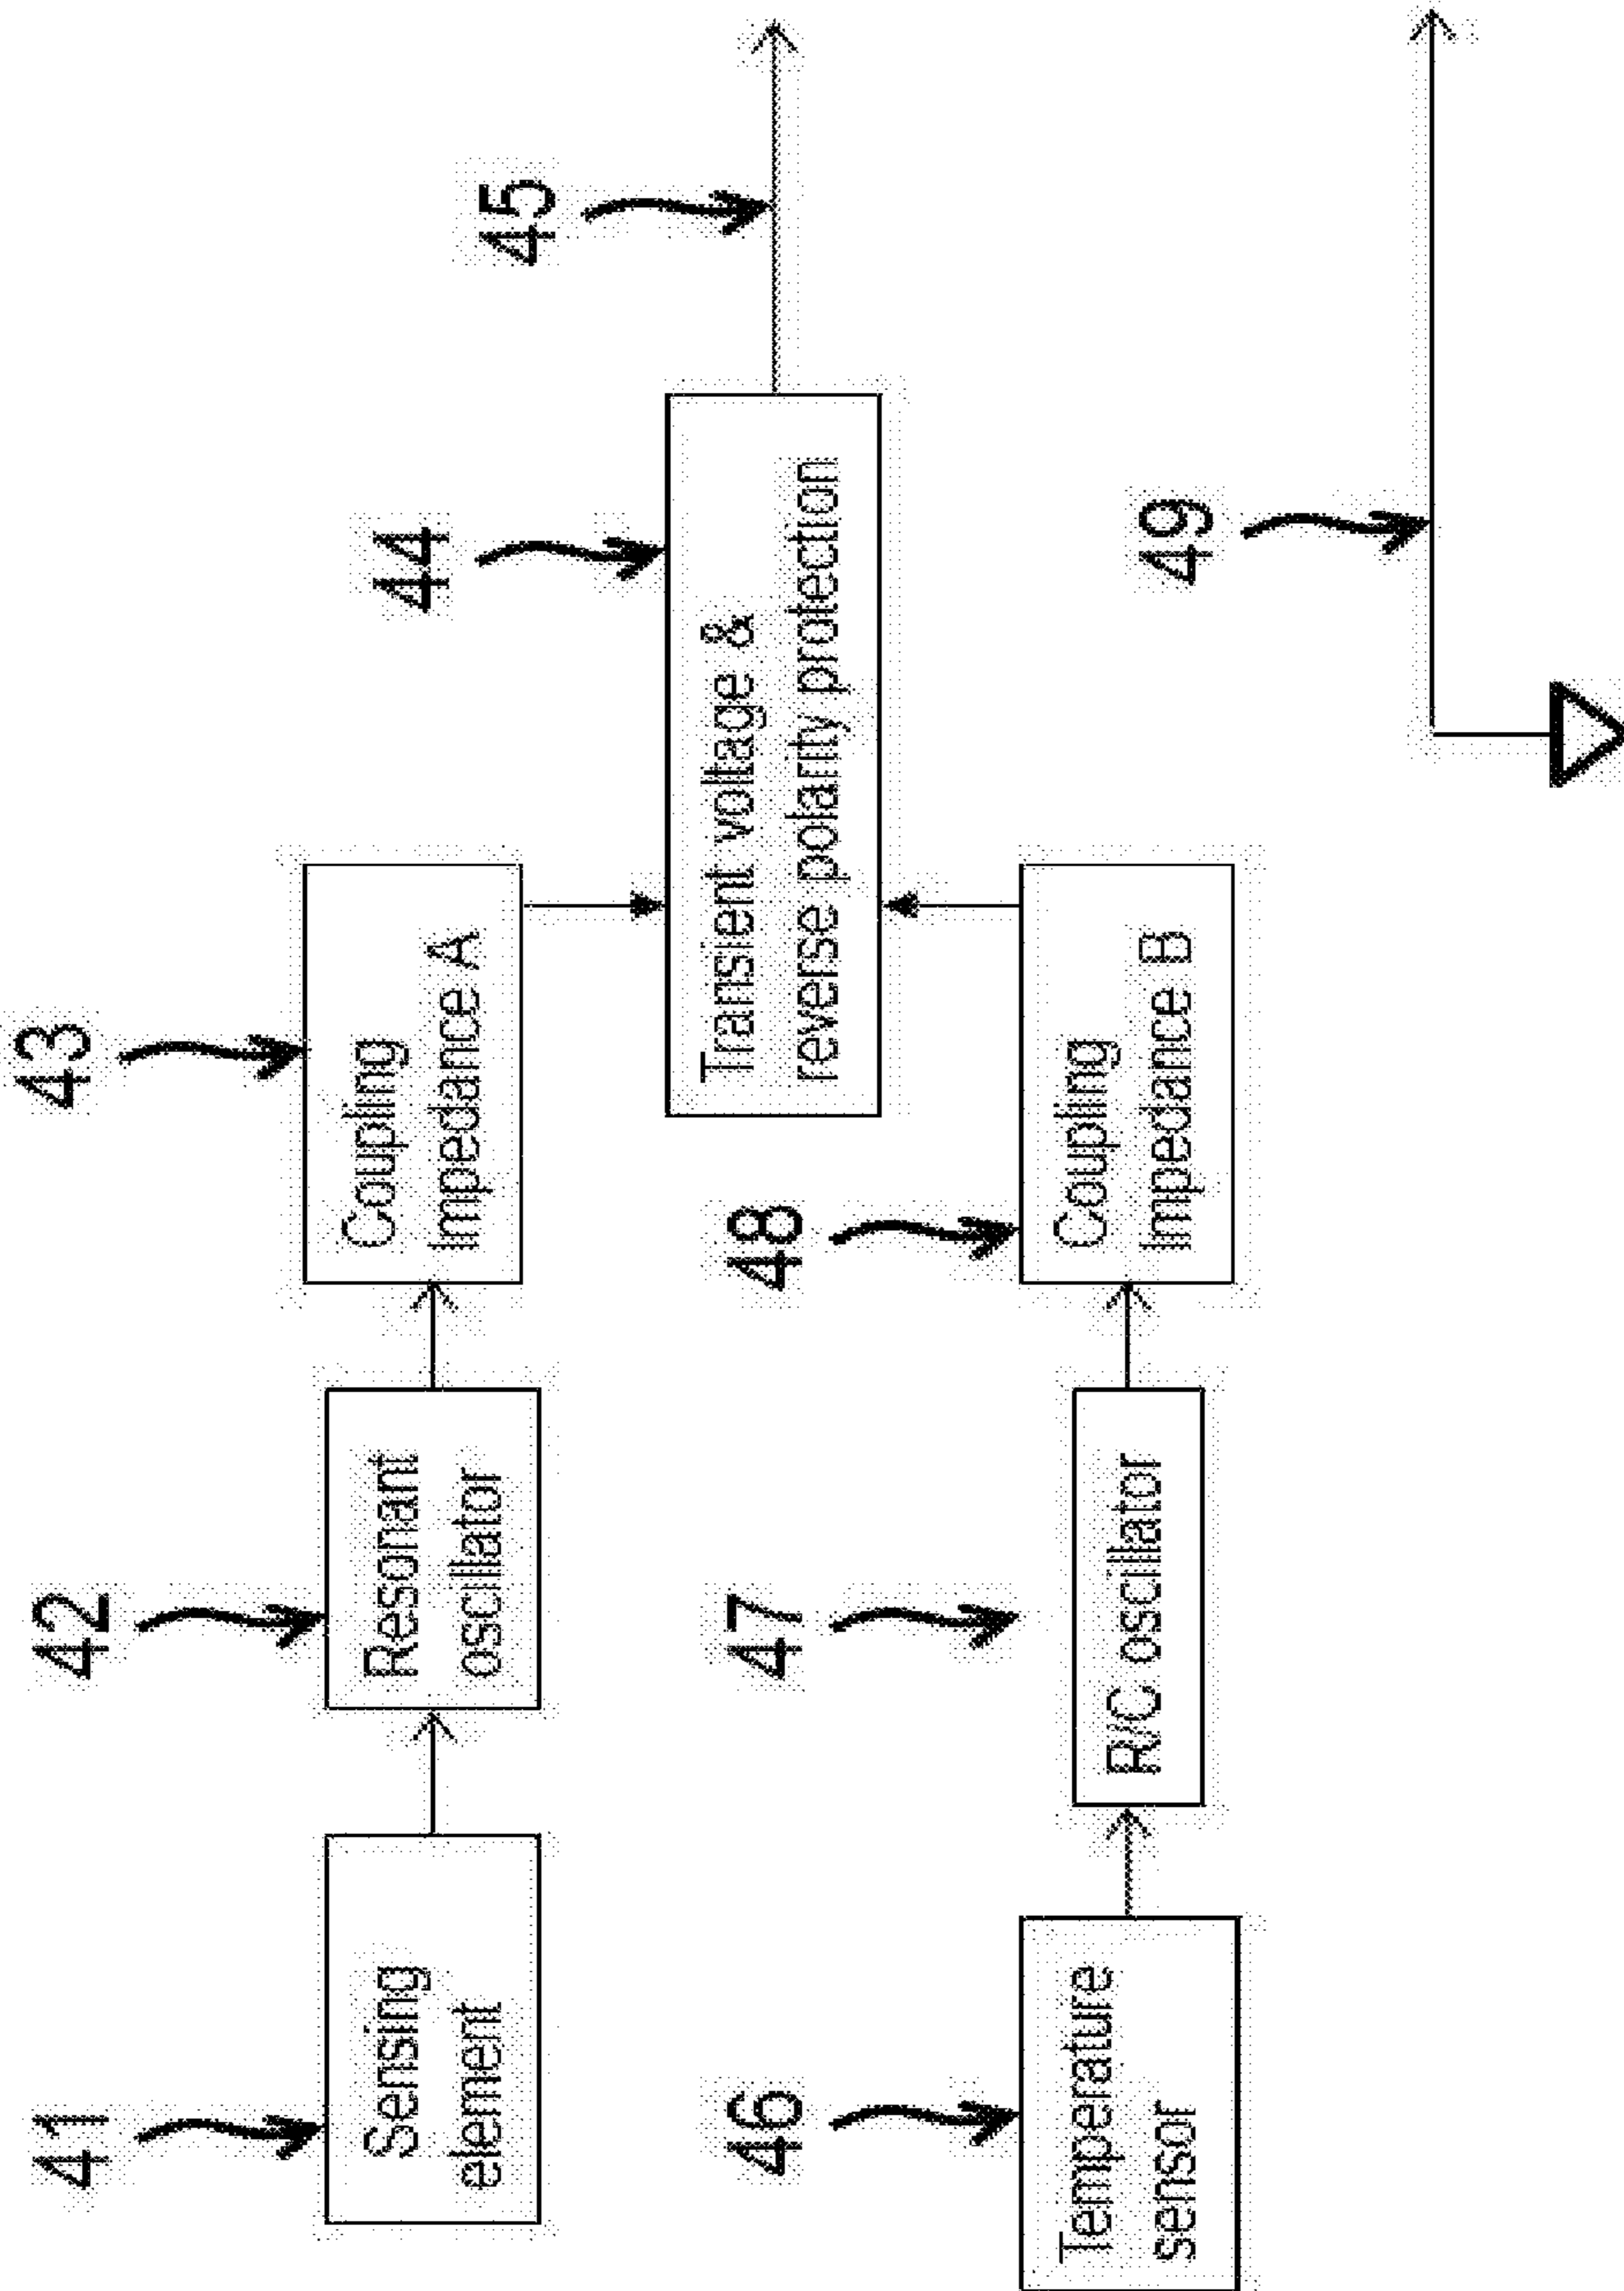 41
Sensing
element
42
Resonant
oscillator
43
Coupling
Impedance A
44
Transient voltage &
reverse polarity protection
45
46
Temperature
sensor
47
R/C oscillator
48
Coupling
Impedance B
49